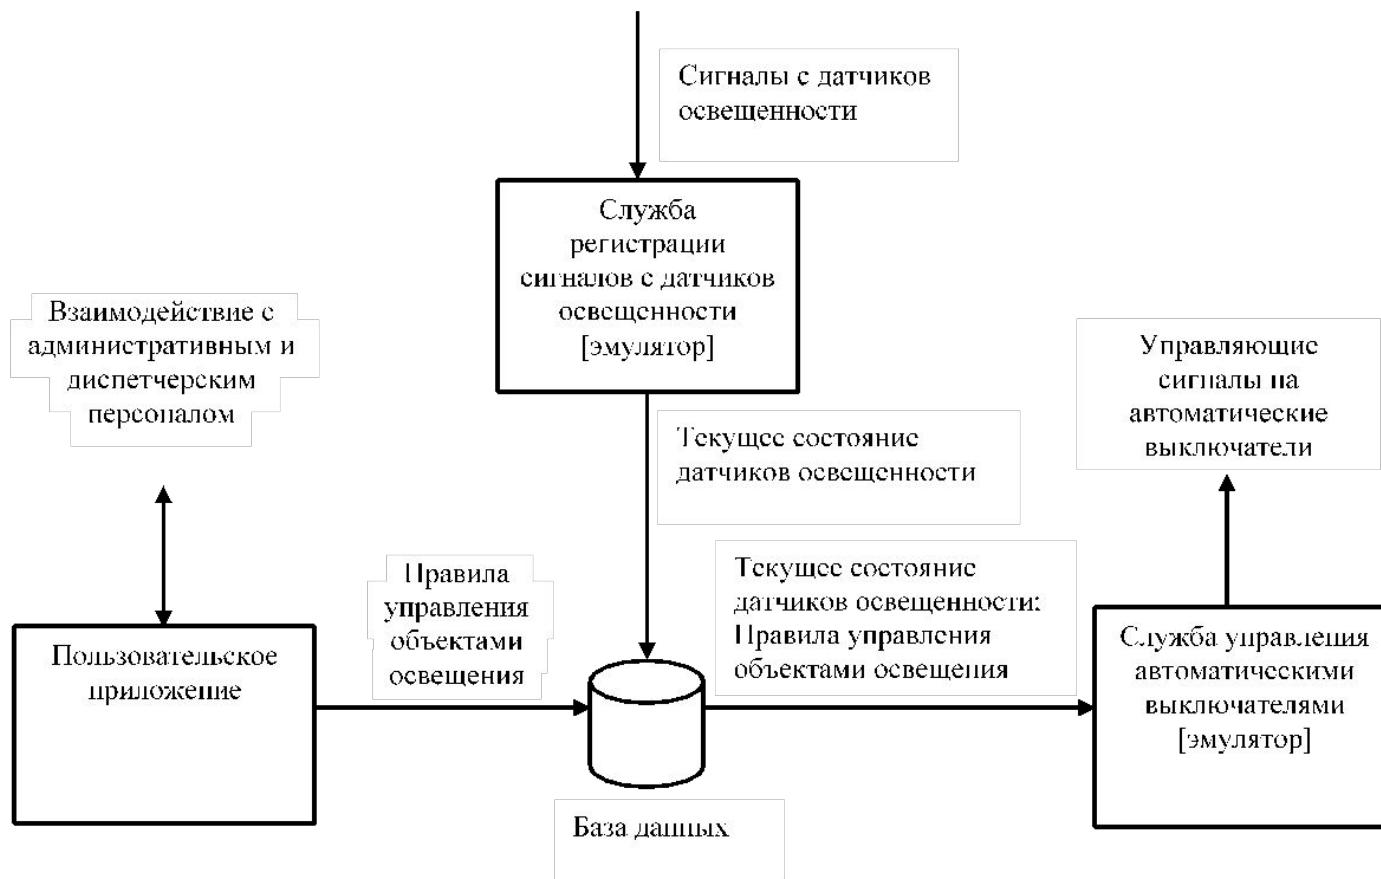 Сигналы с датчиков
освещенности
Служба
регистрации
сигналов с датчиков
освещенности
[эмулятор]
Взаимодействие с
административным и
диспетчерским
персоналом
Управляющие
сигналы на
автоматические
выключатели
Текущее состояние
датчиков освещенности
Правила
управления
объектами
освещения
Текущее состояние
датчиков освещенности;
Правила управления
объектами освещения
Пользовательское
приложение
Служба управления
автоматическими
выключателями
[эмулятор]
База данных